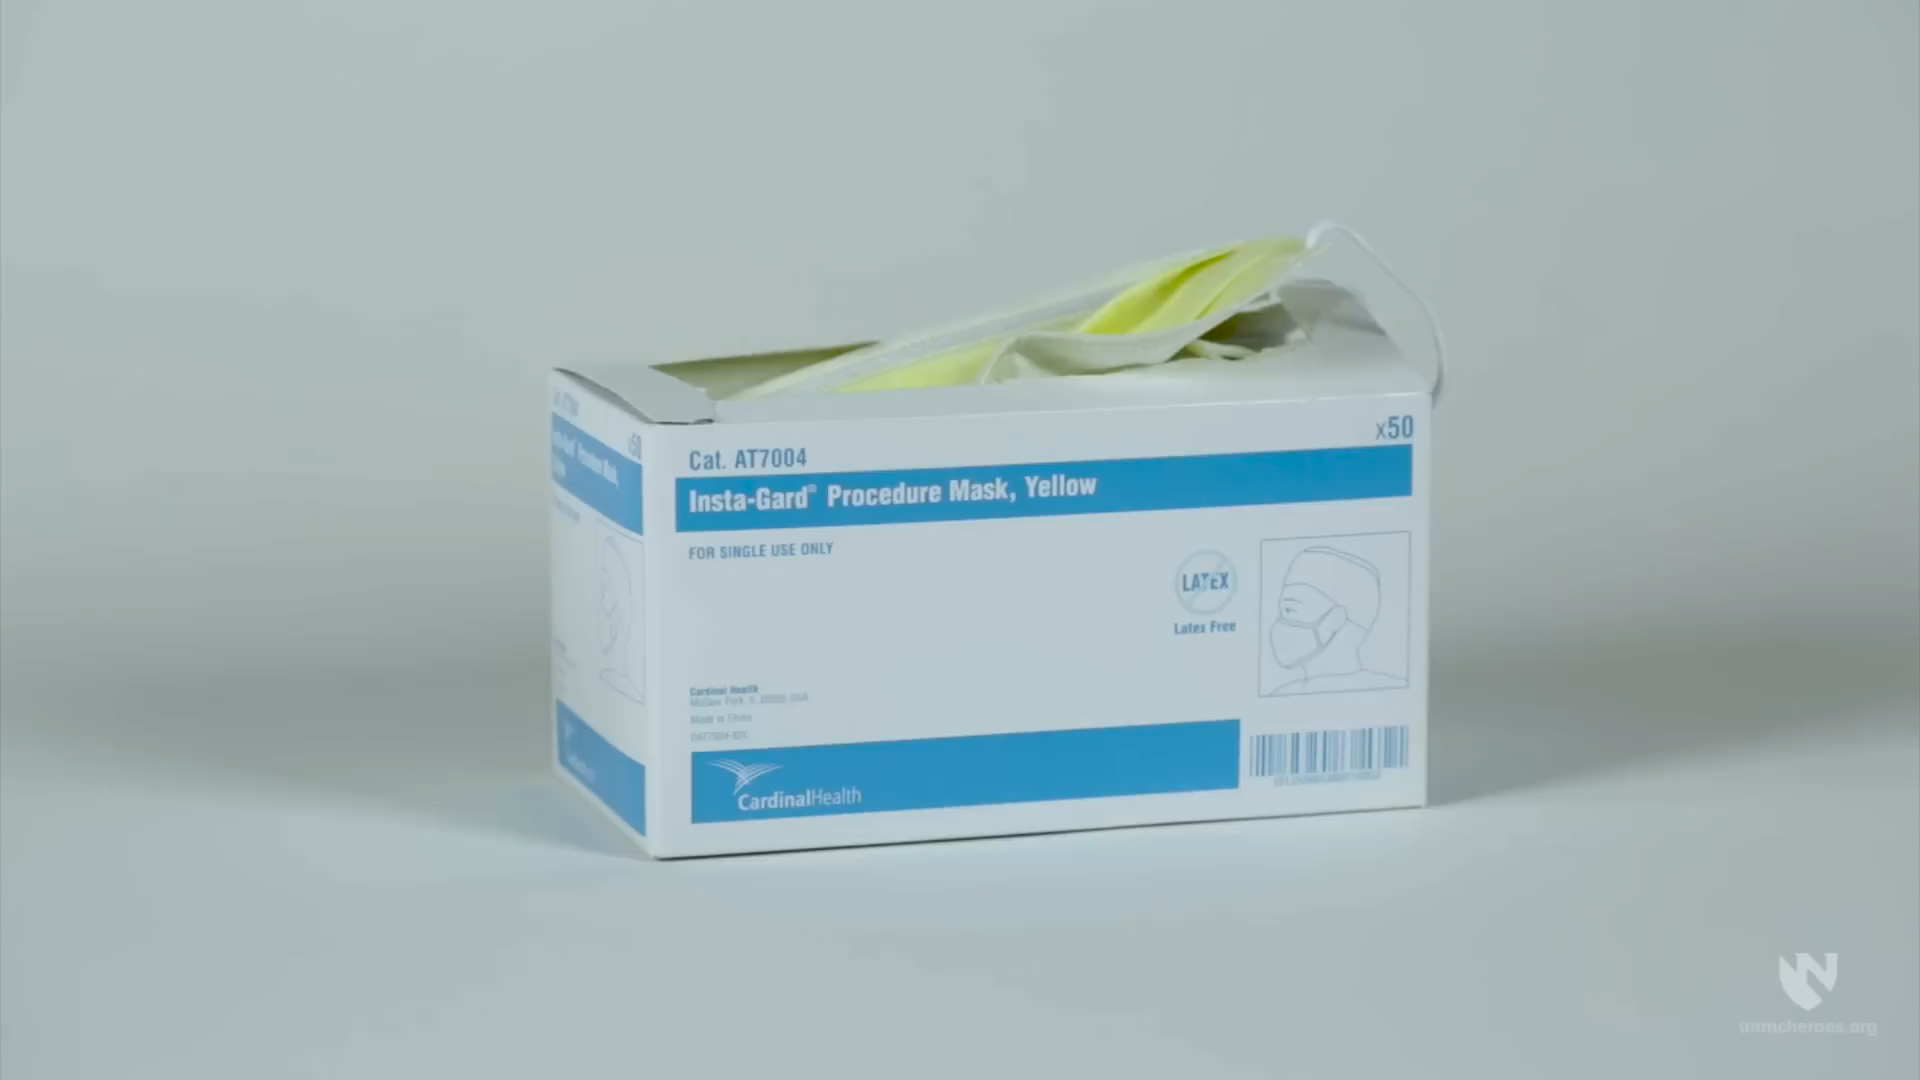 x50
Cat. AT7004
Insta-Gard® Procedure Mask, Yellow
FOR SINGLE USE ONLY
LATEX
Latex Free
Cardinal Health
Made in China
CardinalHealth
x50
unmcheroes.org